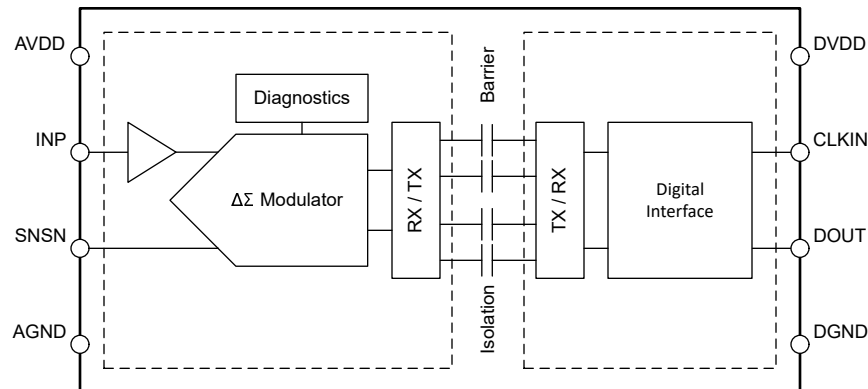 AVDD
DVDD
Barrier
Diagnostics
INP
CLKIN
ΔΣ Modulator
RX / TX
TX / RX
Digital
Interface
SNSN
DOUT
Isolation
AGND
DGND